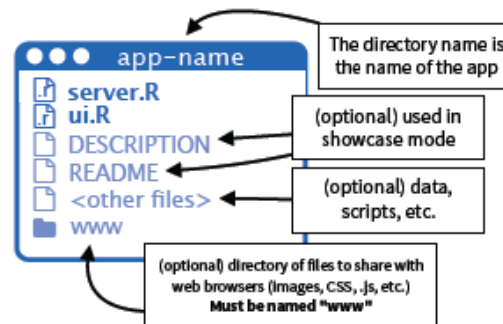 app-name
The directory name is
the name of the app
.r server.R
.r ui.R
DESCRIPTION
README
<other files>
www
(optional) used in
showcase mode
(optional) data,
scripts, etc.
(optional) directory of files to share with
web browsers (images, CSS, .js, etc.)
Must be named "www"